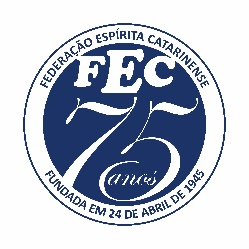 FEDERAÇÃO ESPÍRITA CATARINENSE
FEC
75
anos
FUNDADA EM 24 DE ABRIL DE 1945